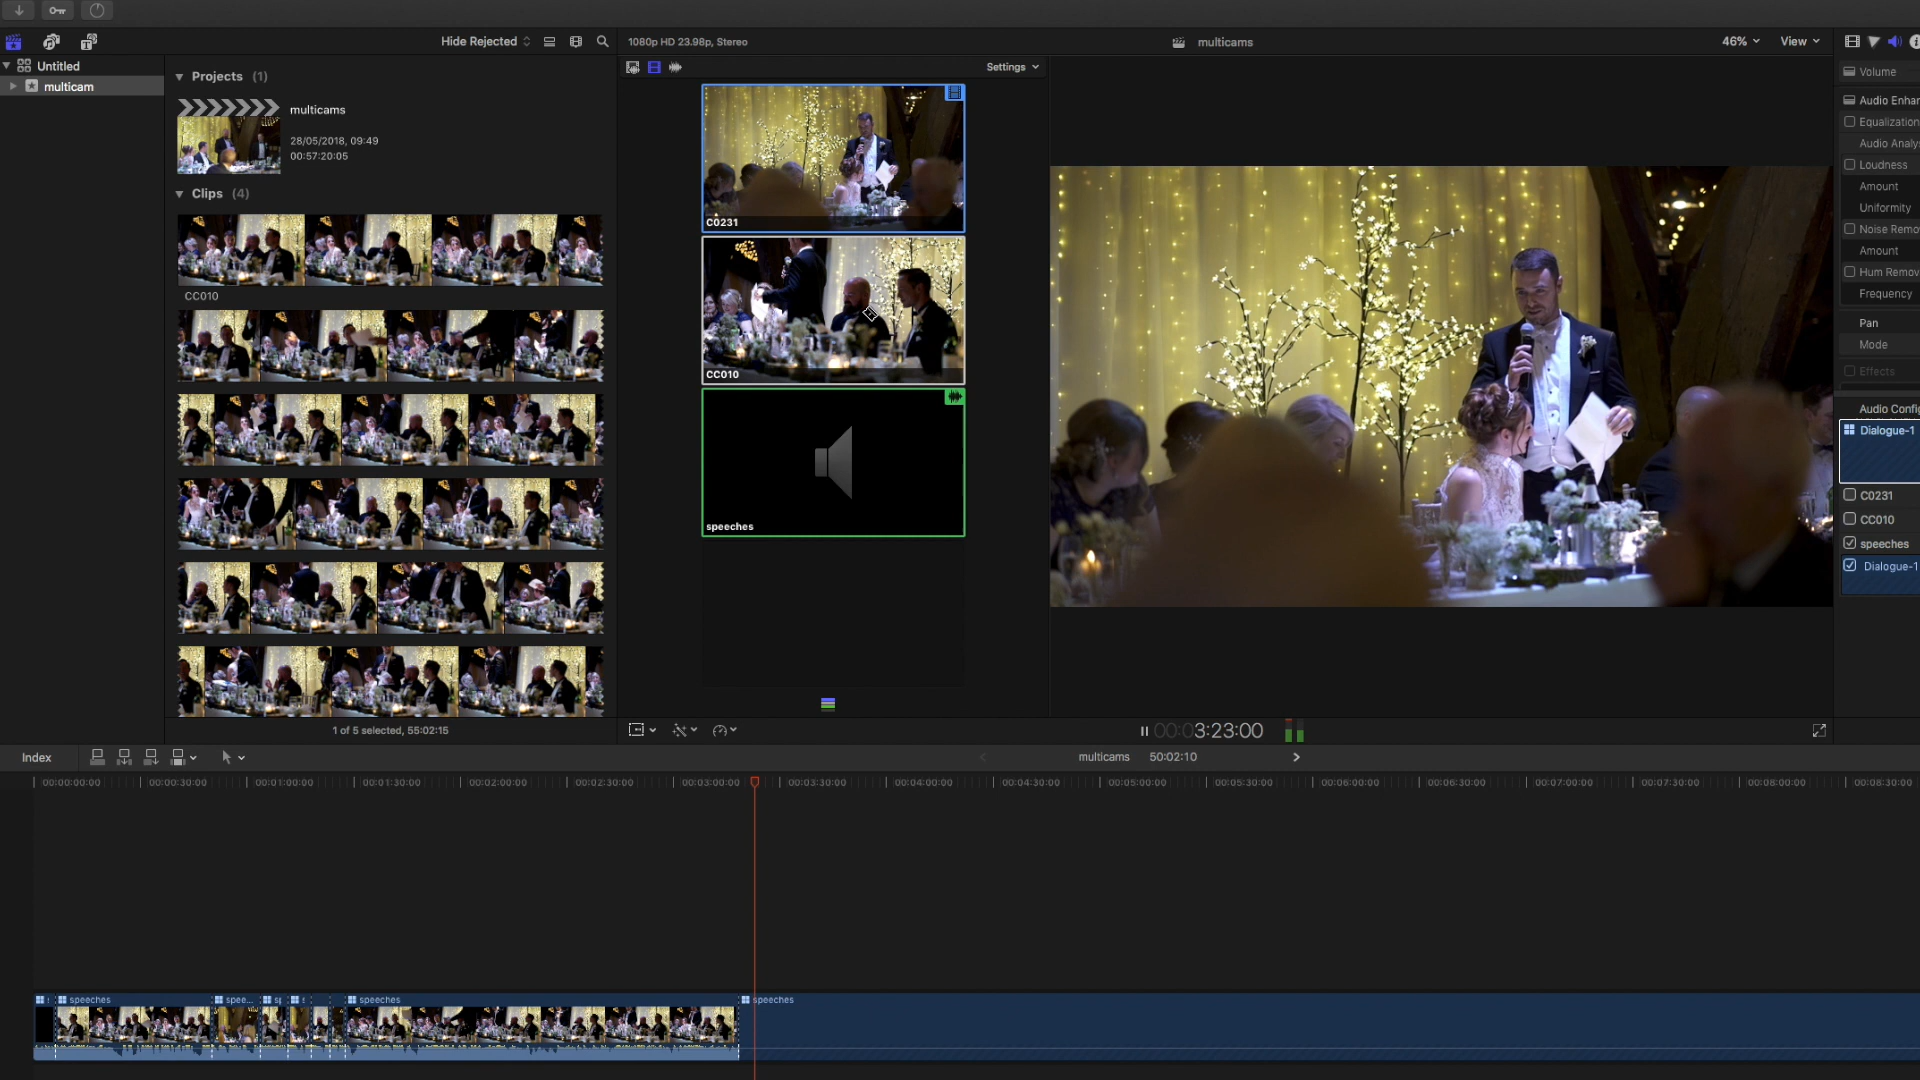 Hide Rejected
1080p HD 23.98p, Stereo
multicams
46%
View
Untitled
multicam
Projects (1)
multicams
28/05/2018, 09:49
00:57:20:05
Clips (4)
CC010
1 of 5 selected, 55:02:15
Settings
C0231
CC010
speeches
00:03:23:00
Volume
Audio Enhan
Equalization
Audio Analys
Loudness
Amount
Uniformity
Noise Remo
Amount
Hum Remov
Frequency
Pan
Mode
Effects
Audio Config
Dialogue-1
C0231
CC010
speeches
Dialogue-1
Index
multicams 50:02:10
00:00:00:00 00:00:30:00 00:01:00:00 00:01:30:00 00:02:00:00 00:02:30:00 00:03:00:00 00:03:30:00 00:04:00:00 00:04:30:00 00:05:00:00 00:05:30:00 00:06:00:00 00:06:30:00 00:07:00:00 00:07:30:00 00:08:00:00 00:08:30:00
speeches spee... speeches speeches